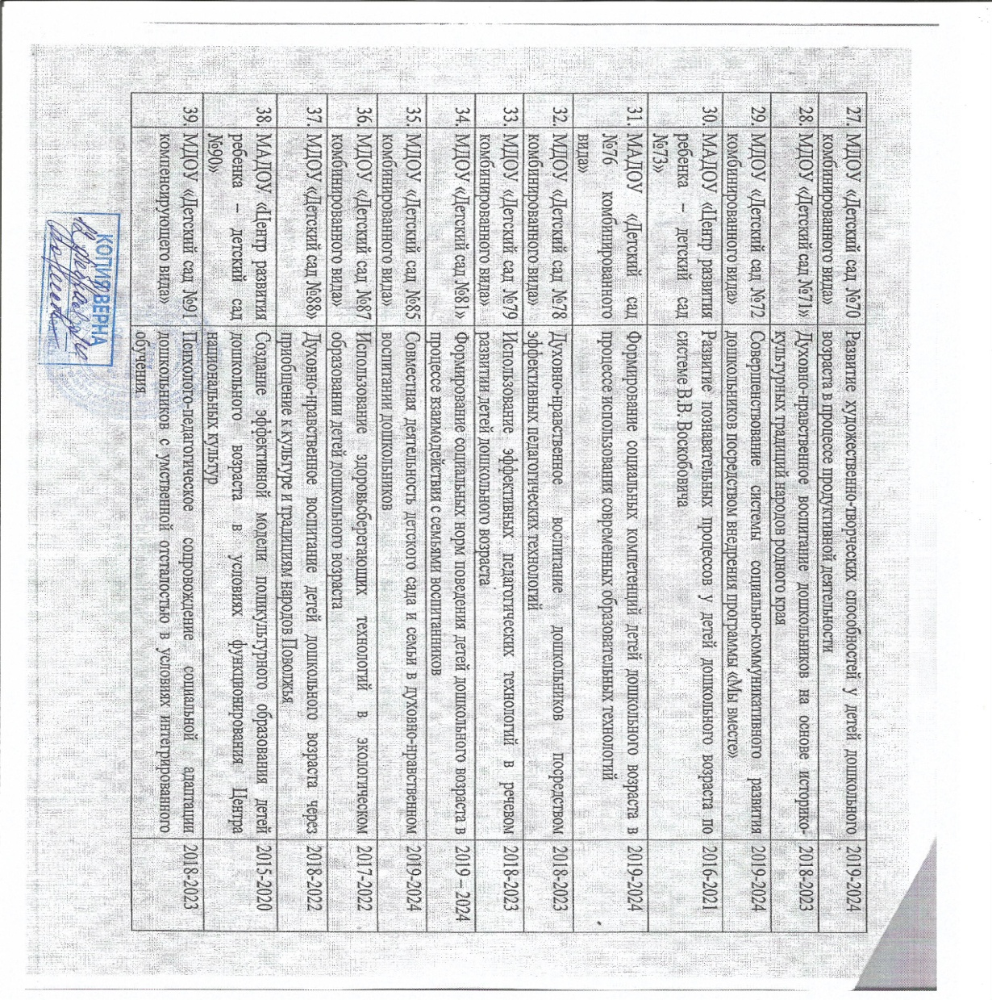 27. МДОУ «Детский сад №70 Развитие художественно-творческих способностей у детей дошкольного 2019-2024
комбинированного вида» возраста в процессе продуктивной деятельности
28. МДОУ «Детский сад №71» Духовно-нравственное воспитание дошкольников на основе историко- 2018-2023
культурных традиций народов родного края
29. МДОУ «Детский сад №72 Совершенствование системы социально-коммуникативного развития 2019-2024
комбинированного вида» дошкольников посредством внедрения программы «Мы вместе»
30. МАДОУ «Центр развития Развитие познавательных процессов у детей дошкольного возраста по 2016-2021
ребенка – детский сад системе В.В. Воскобовича
№73»
31. МАДОУ «Детский сад Формирование социальных компетенций детей дошкольного возраста в 2019-2024
№76 комбинированного процессе использования современных образовательных технологий
вида»
32. МДОУ «Детский сад №78 Духовно-нравственное воспитание дошкольников посредством 2018-2023
комбинированного вида» эффективных педагогических технологий
33. МДОУ «Детский сад №79 Использование эффективных педагогических технологий в речевом 2018-2023
комбинированного вида» развитии детей дошкольного возраста
34. МДОУ «Детский сад №81» Формирование социальных норм поведения детей дошкольного возраста в 2019 – 2024
процессе взаимодействия с семьями воспитанников
35. МДОУ «Детский сад №85 Совместная деятельность детского сада и семьи в духовно-нравственном 2019-2024
комбинированного вида» воспитании дошкольников
36. МДОУ «Детский сад №87 Использование здоровьсберегающих технологий в экологическом 2017-2022
комбинированного вида» образовании детей дошкольного возраста
37. МДОУ «Детский сад №88» Духовно-нравственное воспитание детей дошкольного возраста через 2018-2022
приобщение к культуре и традициям народов Поволжья
38. МАДОУ «Центр развития Создание эффективной модели поликультурного образования детей 2015-2020
ребенка – детский сад дошкольного возраста в условиях функционирования Центра
№90» национальных культур
39. МДОУ «Детский сад №91 Психолого-педагогическое сопровождение социальной адаптации 2018-2023
компенсирующего вида» дошкольников с умственной отсталостью в условиях интегрированного
обучения.
КОПИЯ ВЕРНА